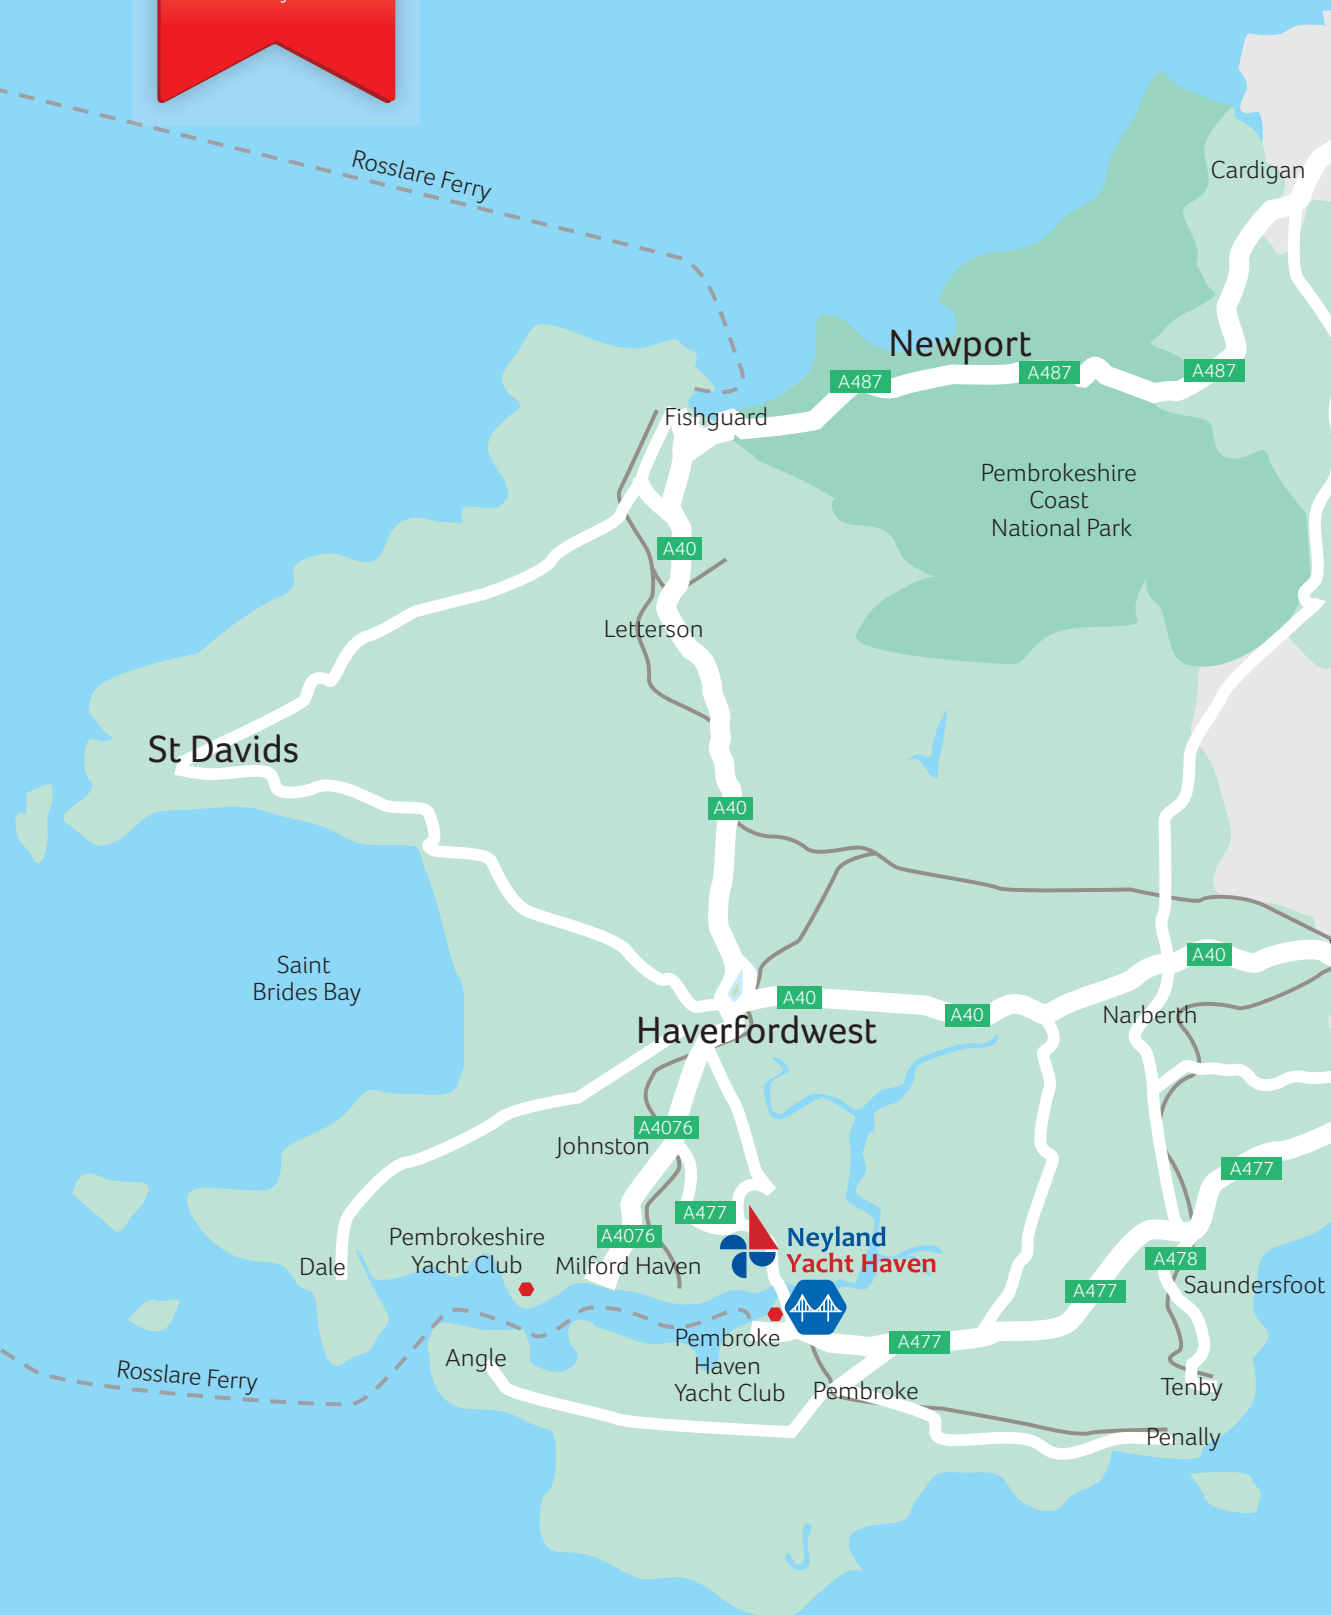 Rosslare Ferry
Cardigan
Newport
A487
A487
A487
Fishguard
Pembrokeshire
Coast
National Park
A40
Letterson
St Davids
A40
Saint
Brides Bay
A40
A40
A40
Narberth
Haverfordwest
A4076
Johnston
A477
A477
A4076
Neyland
Yacht Haven
Pembrokeshire
Yacht Club
Milford Haven
Dale
A478
Saundersfoot
A477
A477
Pembroke
Haven
Yacht Club
Angle
Rosslare Ferry
Pembroke
Tenby
Penally